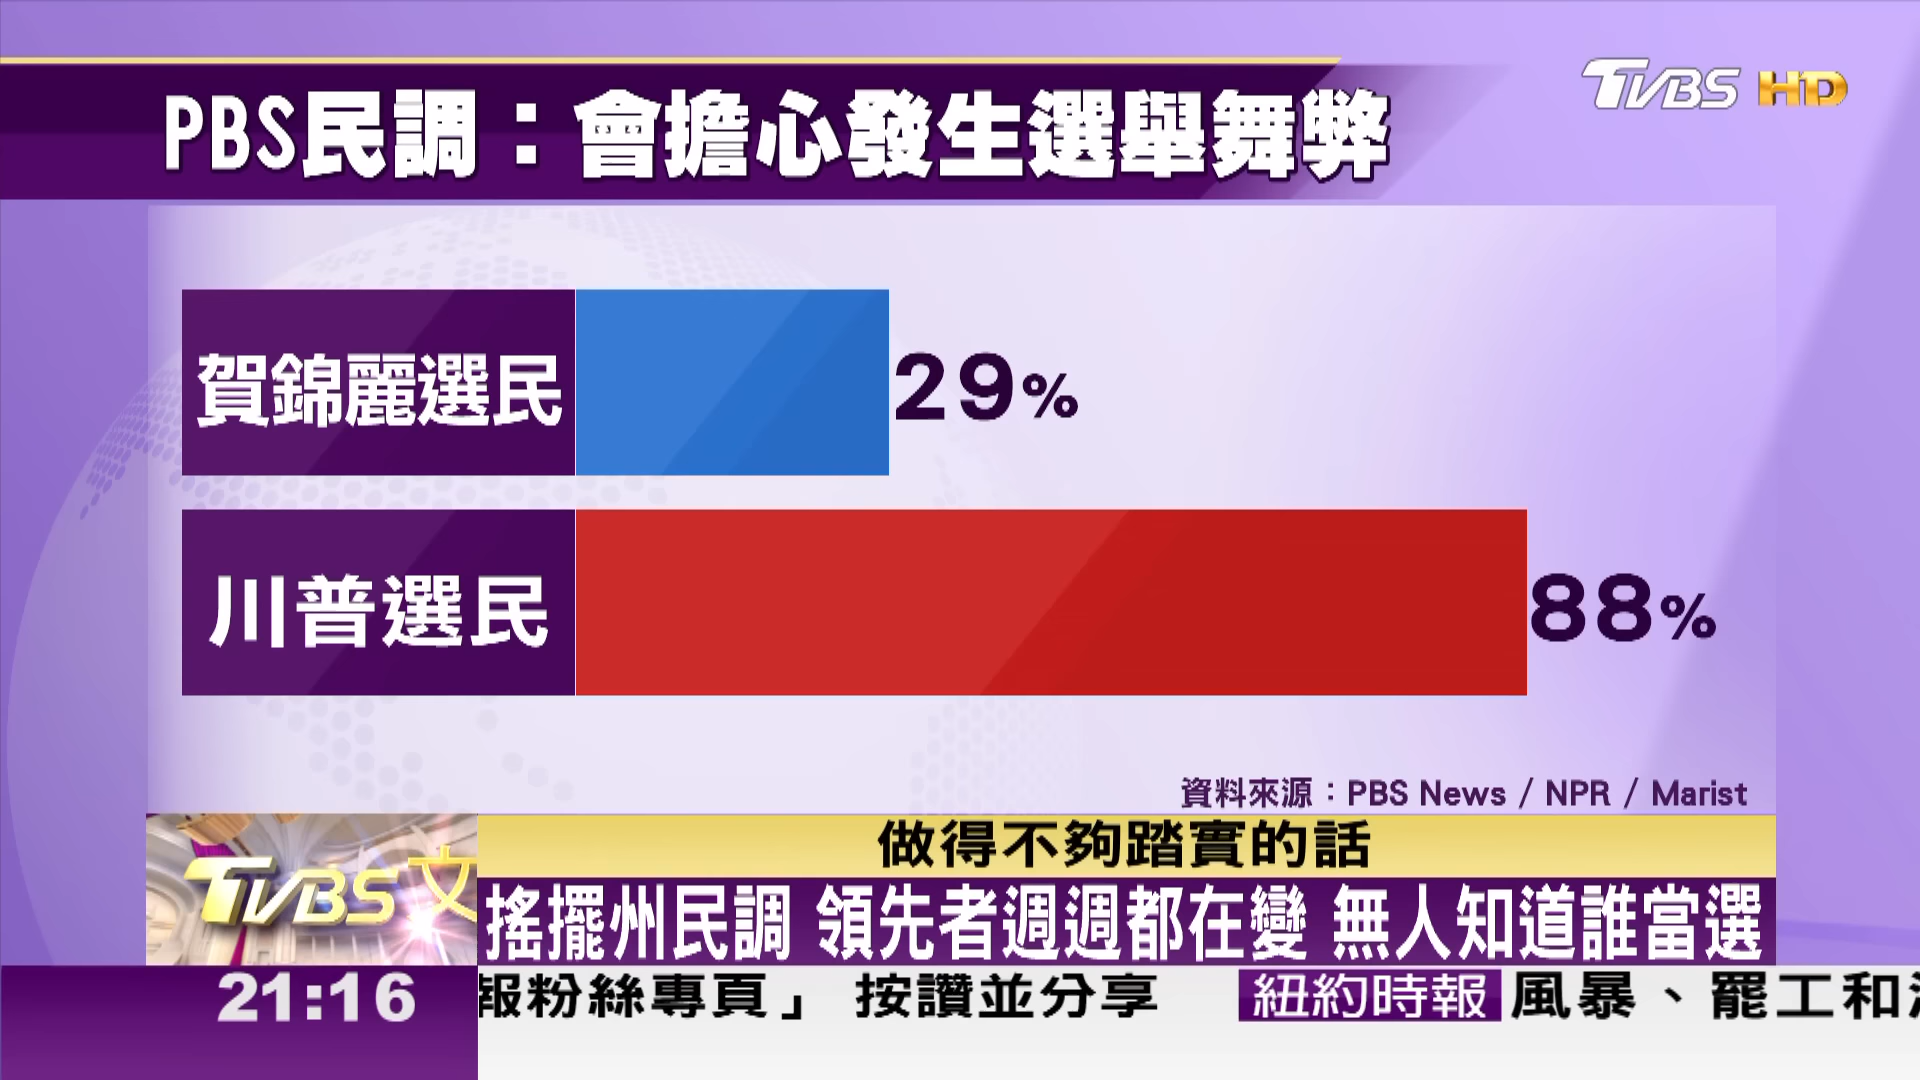 PBS民調：會擔心發生選舉舞弊
TVBS HD
賀錦麗選民 29%
川普選民 88%
資料來源：PBS News / NPR / Marist
做得不夠踏實的話
TVBS 文
搖擺州民調 領先者週週都在變 無人知道誰當選
21:16
報粉絲專頁」 按讚並分享 紐約時報 風暴、罷工和